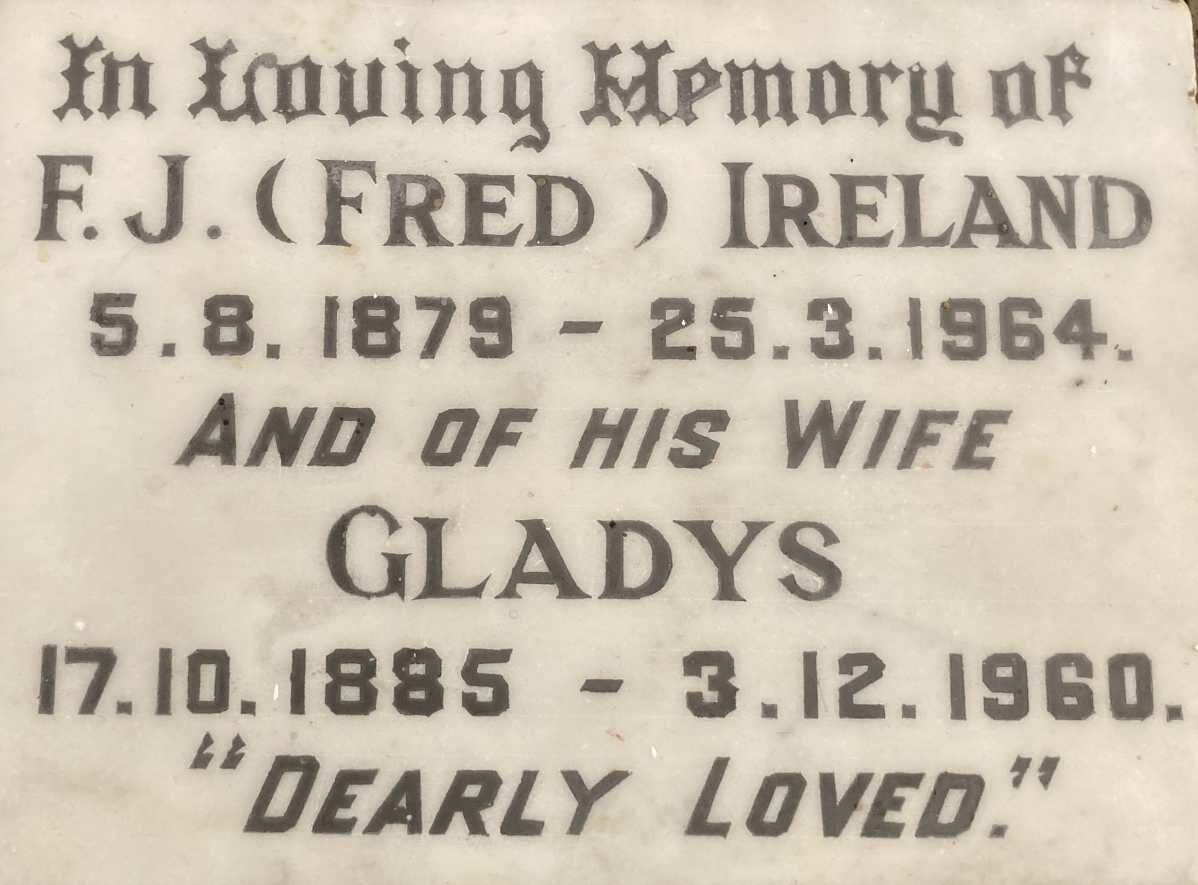 In Loving Memory of
F. J. (FRED) IRELAND
5.8.1879 - 25.3.1964.
AND OF HIS WIFE
GLADYS
17.10.1885 - 3.12.1960.
“DEARLY LOVED.”